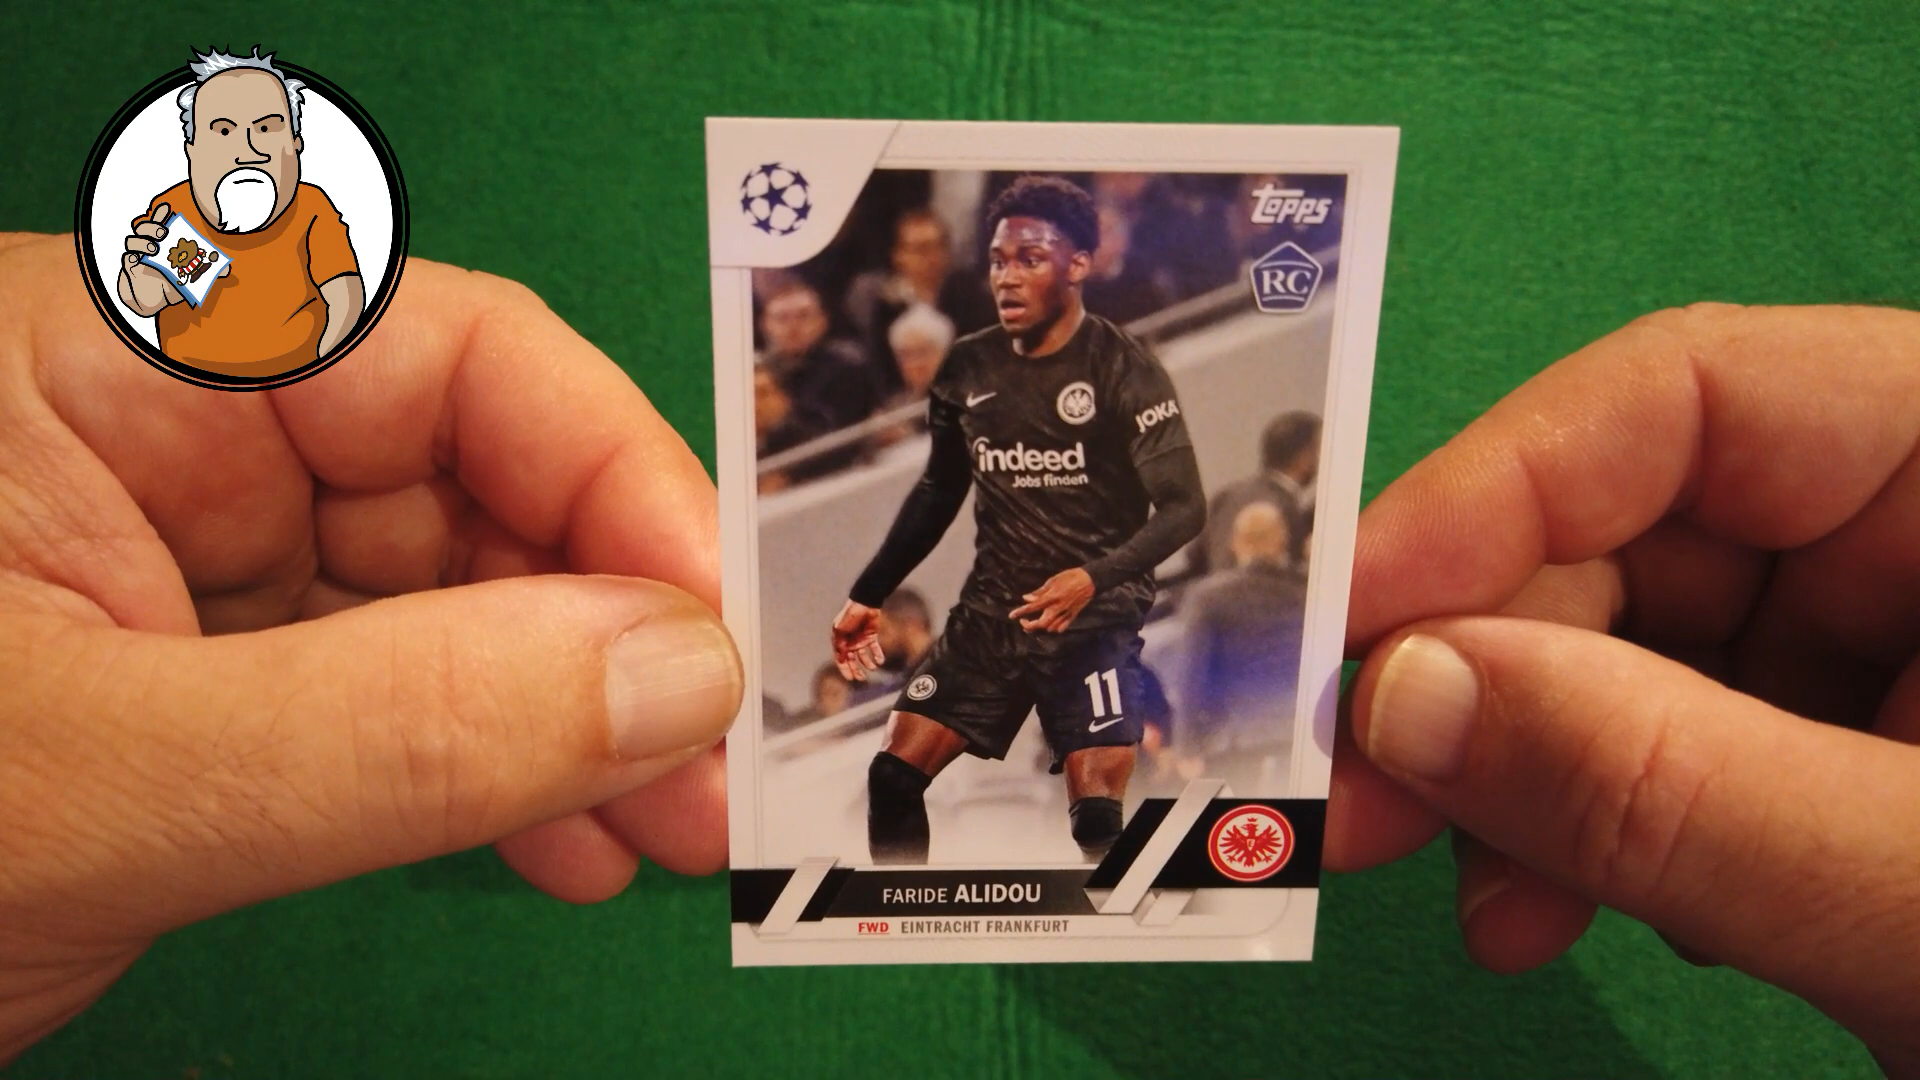 Topps
RC
JOKA
indeed
Jobs finden
11
FARIDE ALIDOU
FWD EINTRACHT FRANKFURT